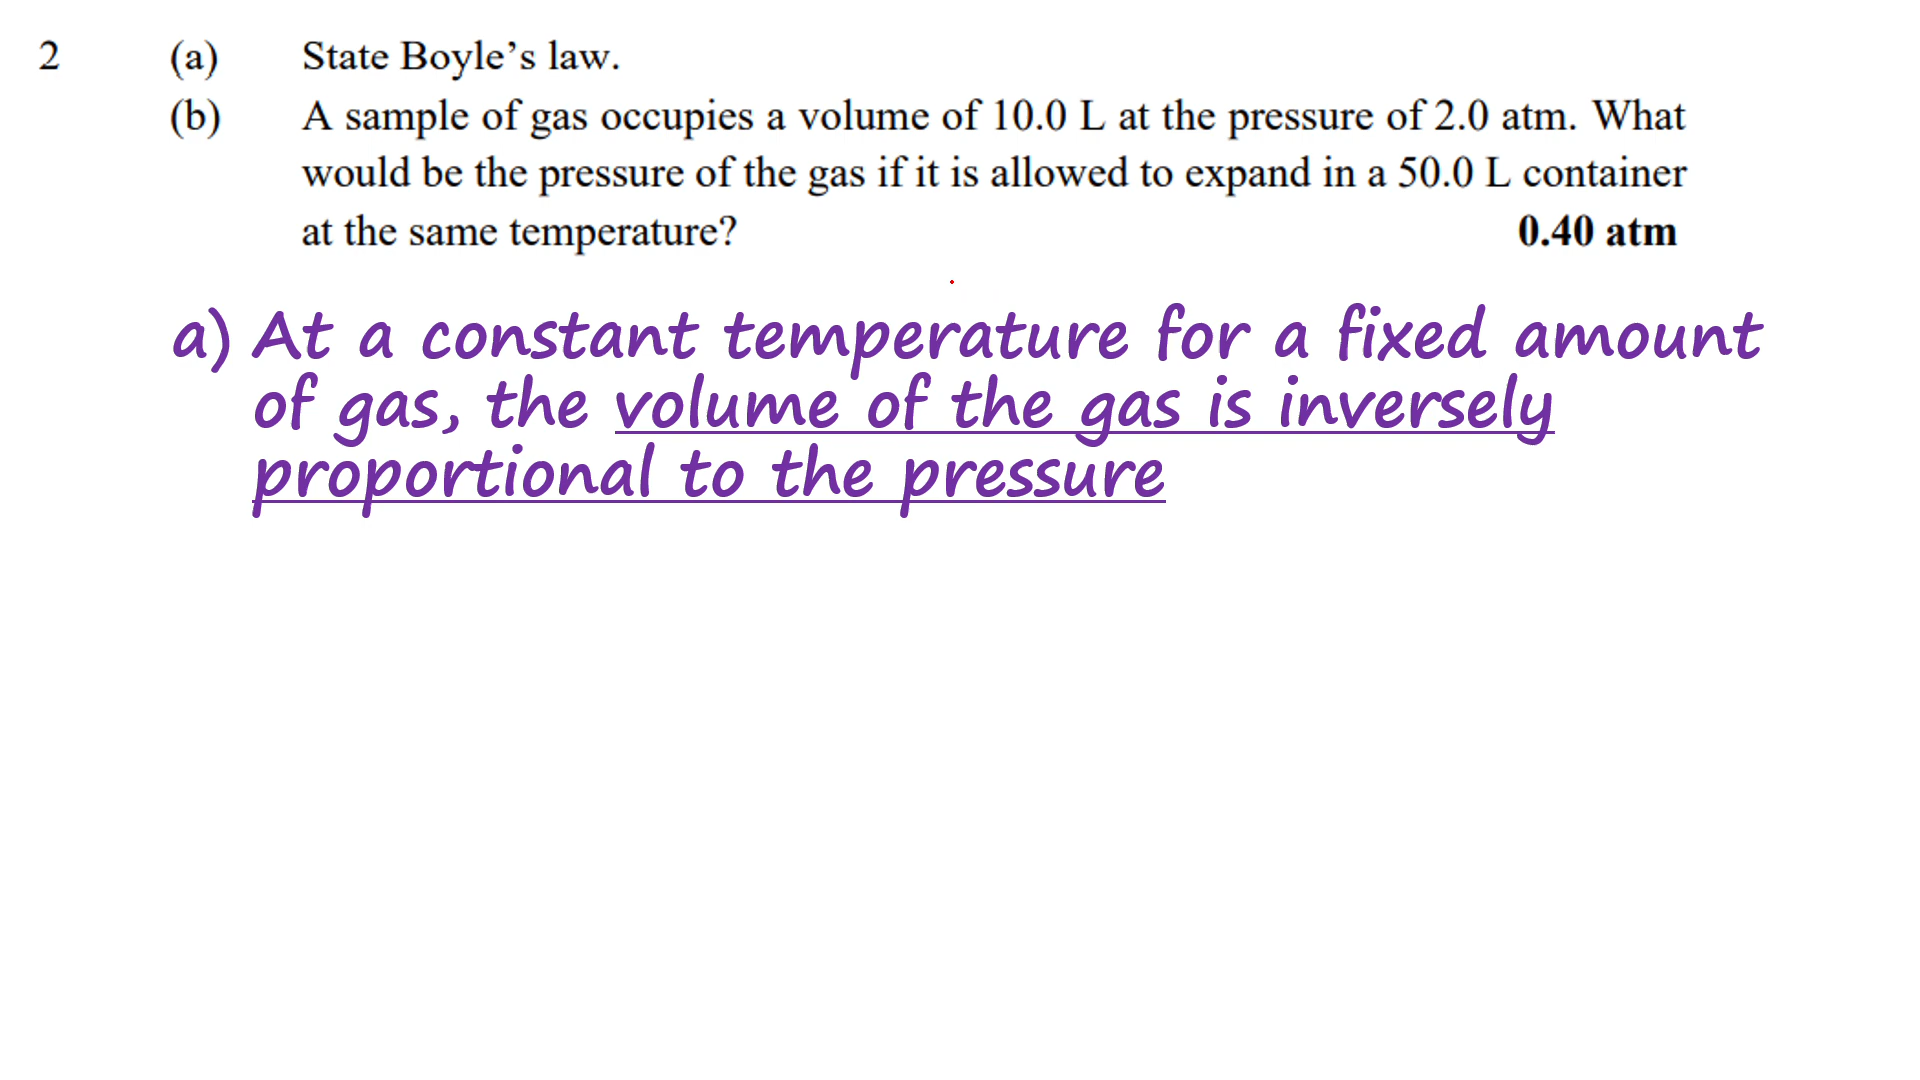 2 (a) State Boyle’s law.
(b) A sample of gas occupies a volume of 10.0 L at the pressure of 2.0 atm. What
would be the pressure of the gas if it is allowed to expand in a 50.0 L container
at the same temperature? 0.40 atm
a) At a constant temperature for a fixed amount
of gas, the volume of the gas is inversely
proportional to the pressure